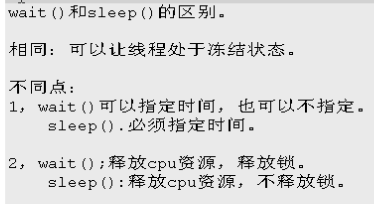 wait()和sleep()的区别。
相同: 可以让线程处于冻结状态。
不同点:
1, wait()可以指定时间, 也可以不指定。
sleep().必须指定时间。
2, wait();释放cpu资源, 释放锁。
sleep():释放cpu资源, 不释放锁。